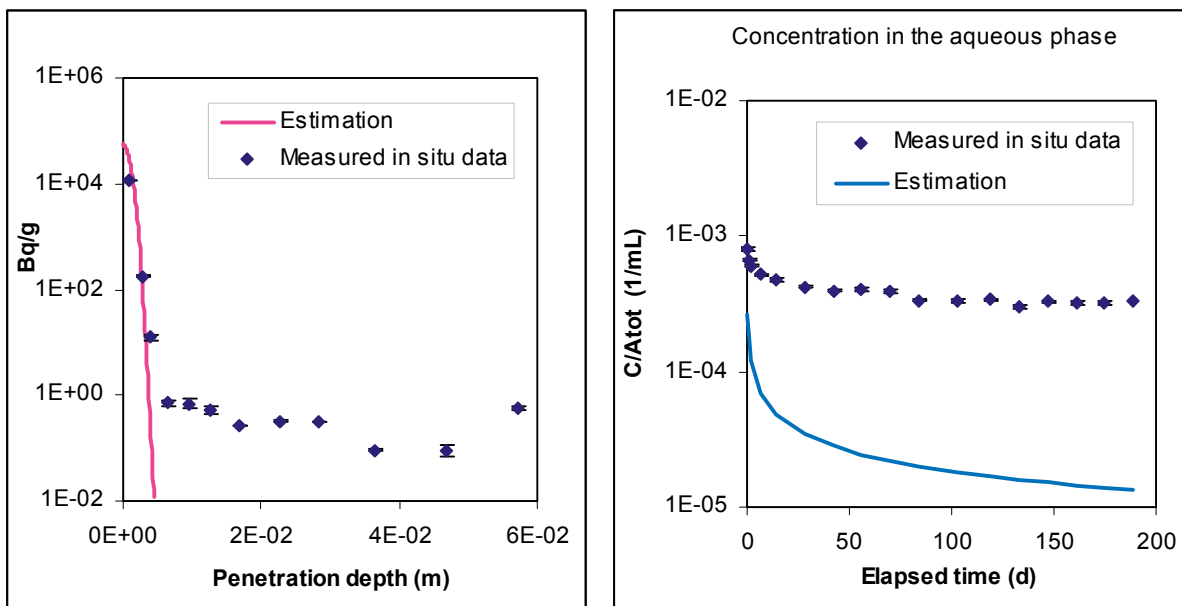 1E+06
1E+04
1E+02
1E+00
1E-02
Bq/g
Estimation
Measured in situ data
0E+00 2E-02 4E-02 6E-02
Penetration depth (m)
Concentration in the aqueous phase
1E-02
1E-03
1E-04
1E-05
C/Atot (1/mL)
Measured in situ data
Estimation
0 50 100 150 200
Elapsed time (d)